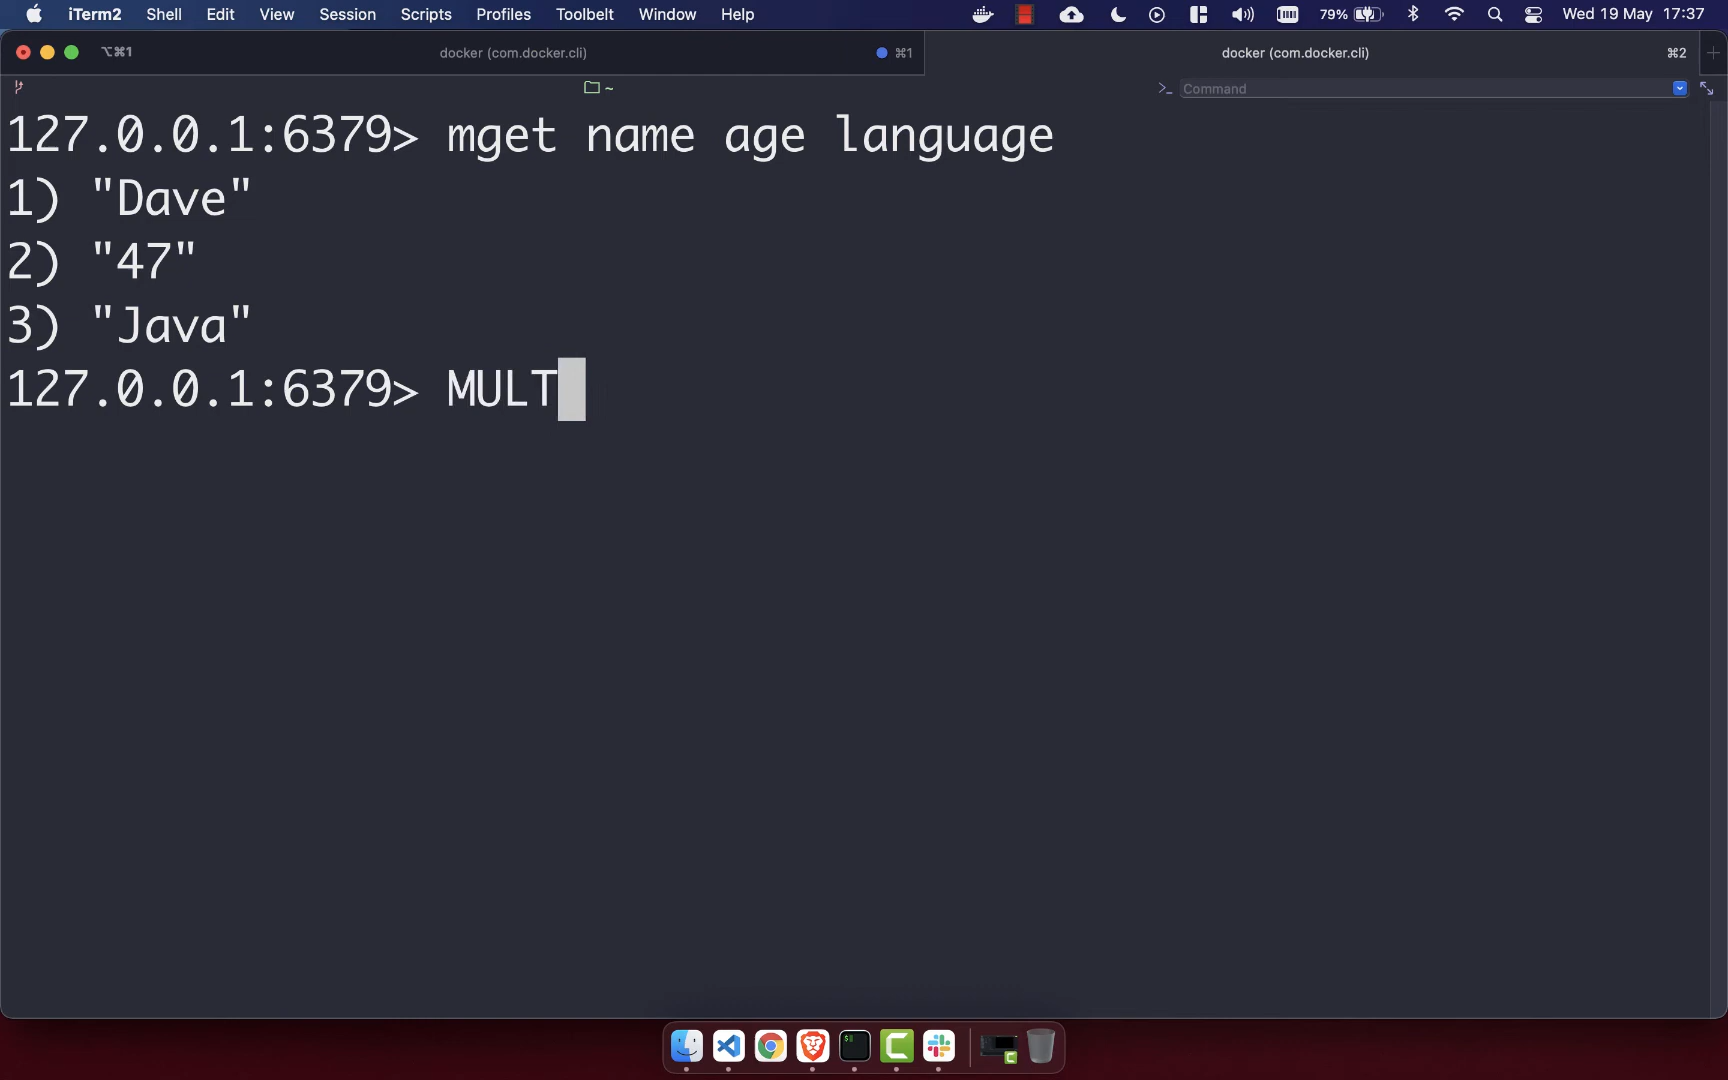 iTerm2 Shell Edit View Session Scripts Profiles Toolbelt Window Help 79% Wed 19 May 17:37
⌥⌘1 docker (com.docker.cli) ⌘1 docker (com.docker.cli) ⌘2
~ Command
127.0.0.1:6379> mget name age language
1) "Dave"
2) "47"
3) "Java"
127.0.0.1:6379> MULT